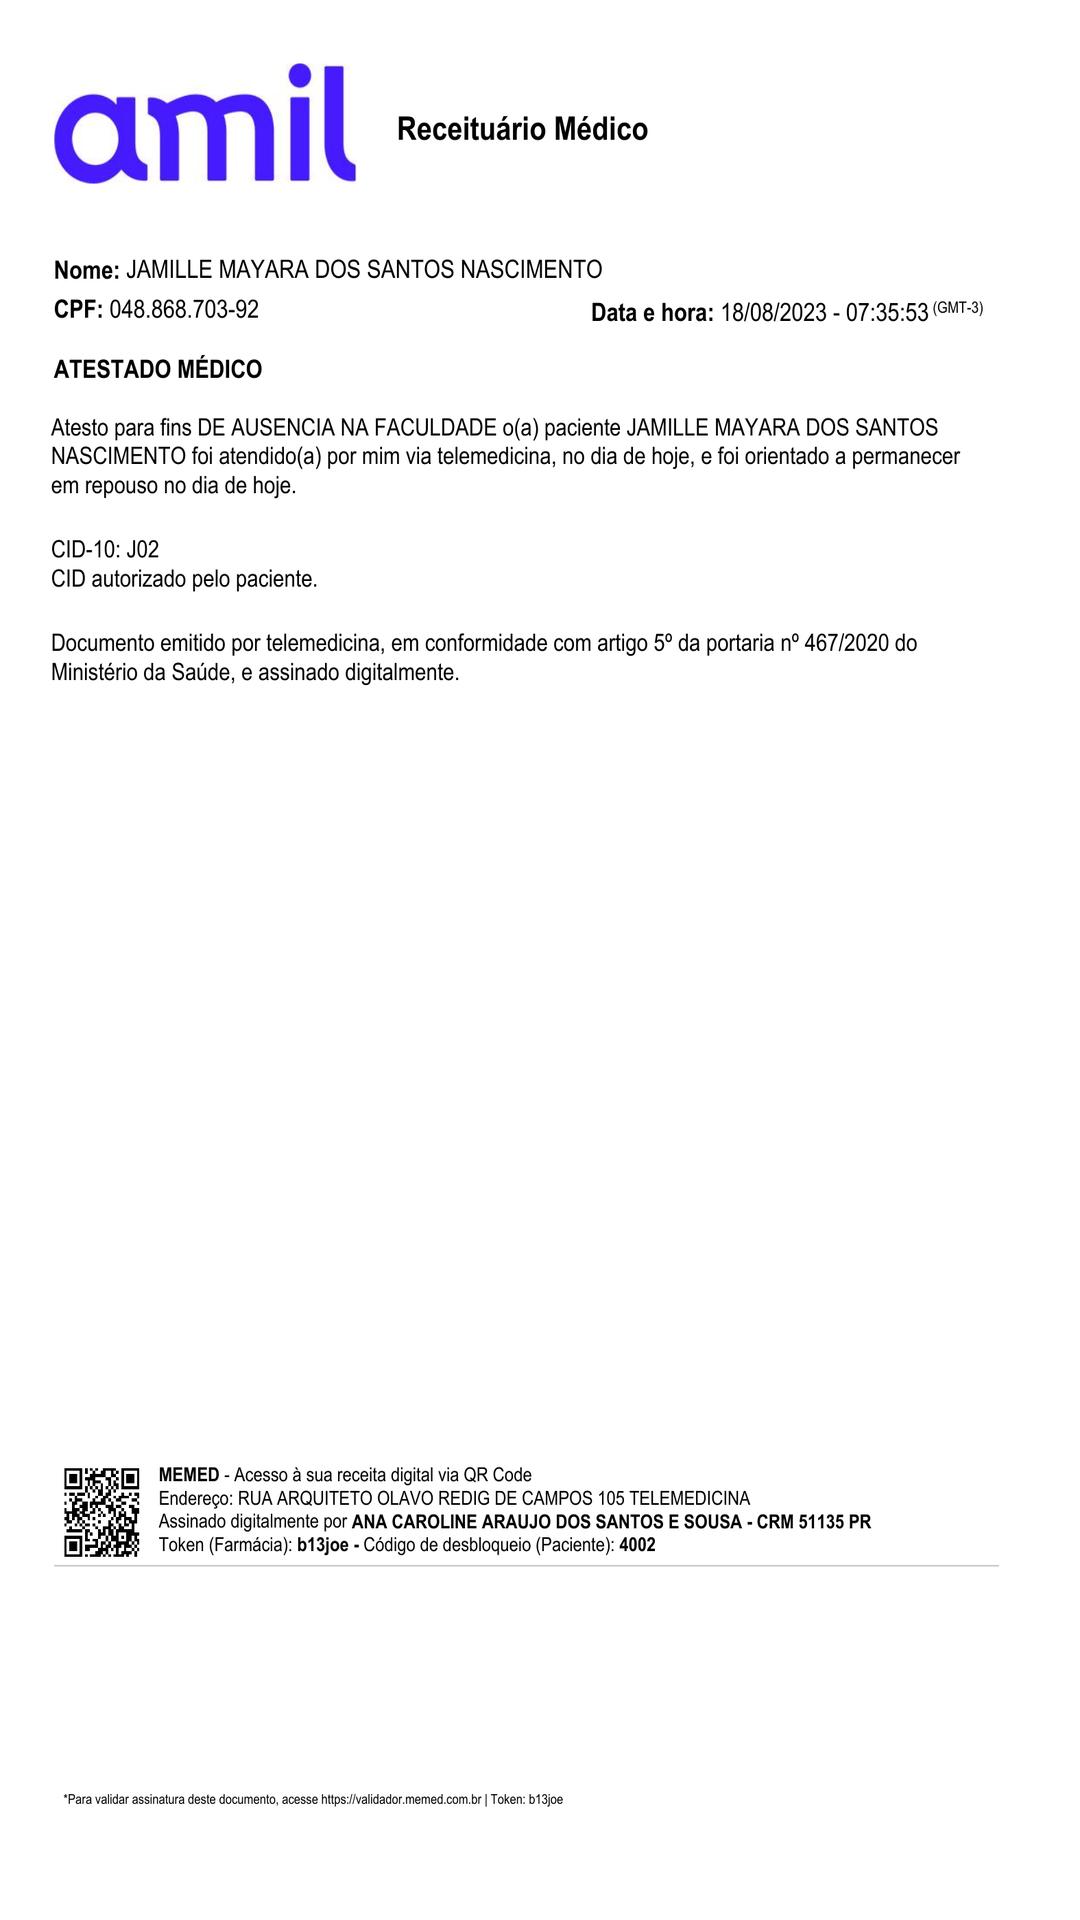 amil
Receituário Médico
Nome: JAMILLE MAYARA DOS SANTOS NASCIMENTO
CPF: 048.868.703-92
Data e hora: 18/08/2023 - 07:35:53 (GMT-3)
ATESTADO MÉDICO
Atesto para fins DE AUSENCIA NA FACULDADE o(a) paciente JAMILLE MAYARA DOS SANTOS
NASCIMENTO foi atendido(a) por mim via telemedicina, no dia de hoje, e foi orientado a permanecer
em repouso no dia de hoje.
CID-10: J02
CID autorizado pelo paciente.
Documento emitido por telemedicina, em conformidade com artigo 5º da portaria nº 467/2020 do
Ministério da Saúde, e assinado digitalmente.
MEMED - Acesso à sua receita digital via QR Code
Endereço: RUA ARQUITETO OLAVO REDIG DE CAMPOS 105 TELEMEDICINA
Assinado digitalmente por ANA CAROLINE ARAUJO DOS SANTOS E SOUSA - CRM 51135 PR
Token (Farmácia): b13joe - Código de desbloqueio (Paciente): 4002
*Para validar assinatura deste documento, acesse https://validador.memed.com.br | Token: b13joe